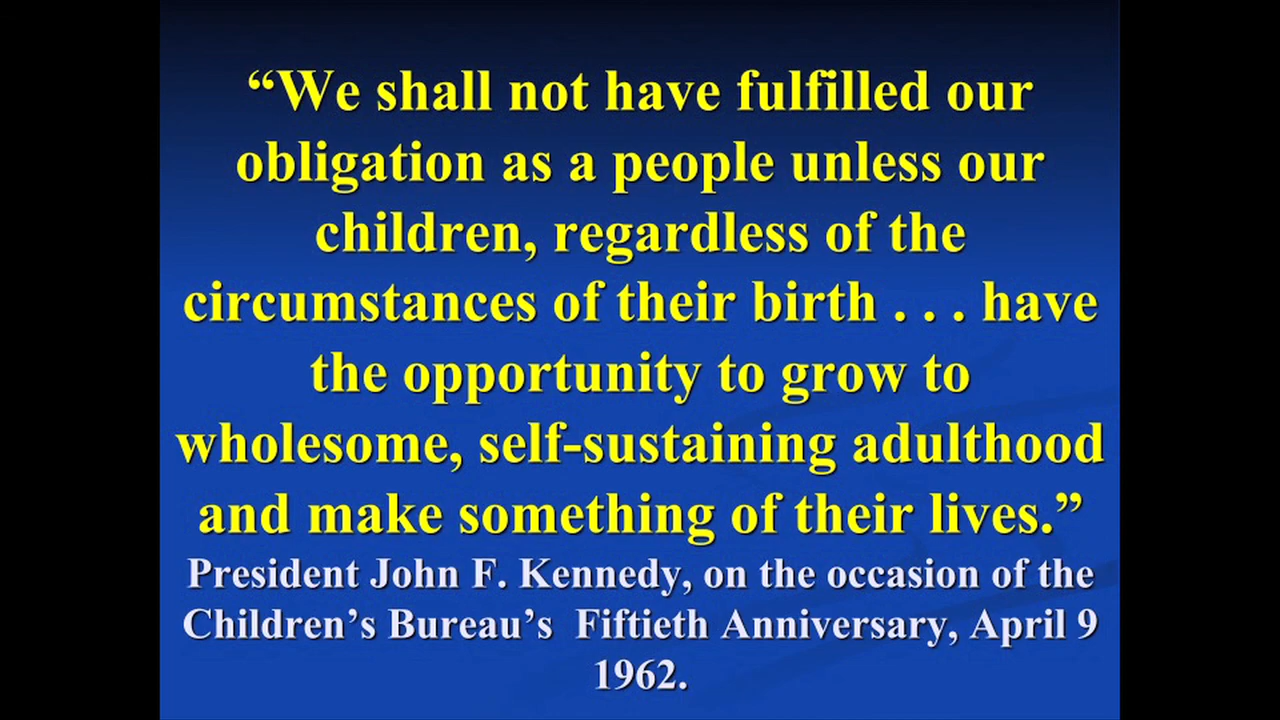 “We shall not have fulfilled our
obligation as a people unless our
children, regardless of the
circumstances of their birth . . . have
the opportunity to grow to
wholesome, self-sustaining adulthood
and make something of their lives.”
President John F. Kennedy, on the occasion of the
Children’s Bureau’s  Fiftieth Anniversary, April 9
1962.